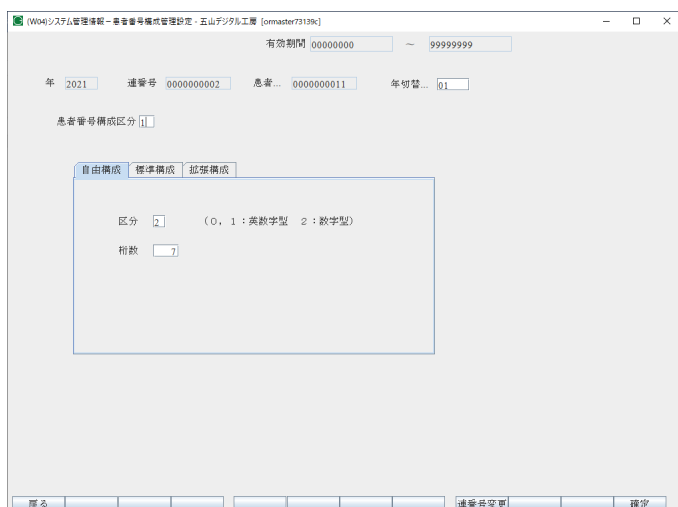 (W04)システム管理情報－患者番号構成管理設定 - 五山デジタル工房 [ormaster73139c]
有効期間 00000000 ～ 99999999
年 2021 連番号 0000000002 患者... 0000000011 年切替... 01
患者番号構成区分 1
自由構成 標準構成 拡張構成
区分 2 （０，１：英数字型 ２：数字型）
桁数 7
戻る 連番号変更 確定